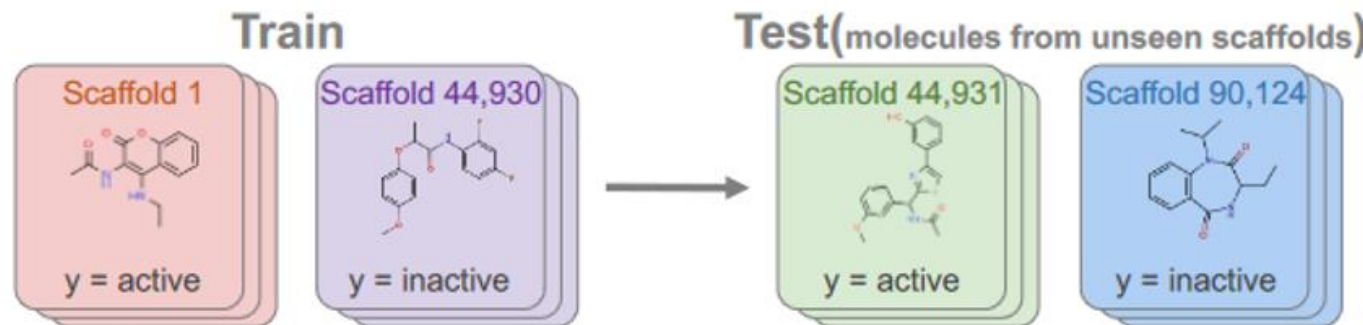 Train
Test(molecules from unseen scaffolds)
Scaffold 1
Scaffold 44,930
Scaffold 44,931
Scaffold 90,124
y = active
y = inactive
y = active
y = inactive